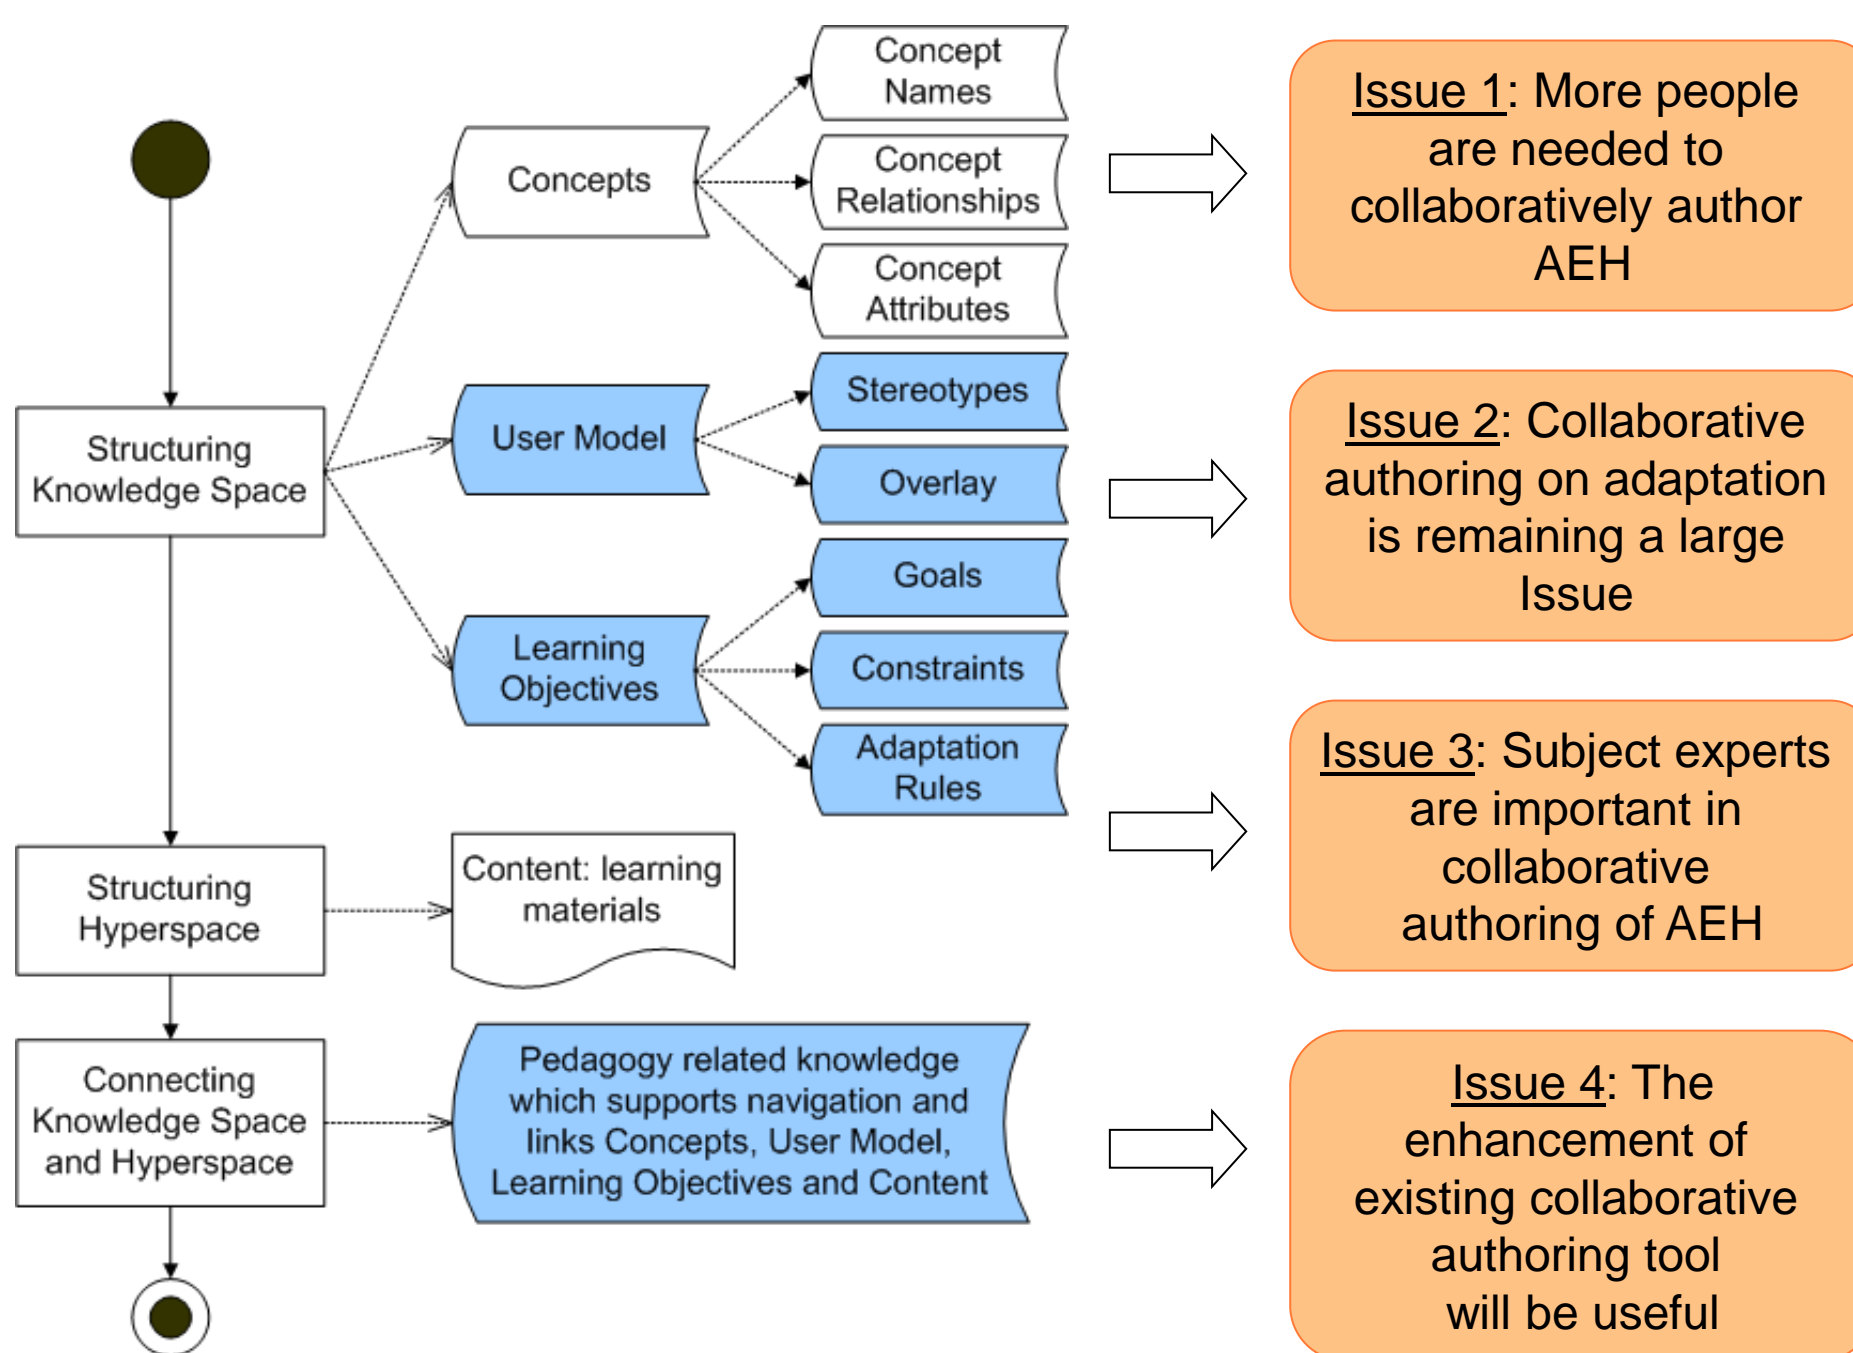 Structuring
Knowledge Space
Structuring
Hyperspace
Connecting
Knowledge Space
and Hyperspace
Concepts
User Model
Learning
Objectives
Content: learning
materials
Pedagogy related knowledge
which supports navigation and
links Concepts, User Model,
Learning Objectives and Content
Concept
Names
Concept
Relationships
Concept
Attributes
Stereotypes
Overlay
Goals
Constraints
Adaptation
Rules
Issue 1: More people
are needed to
collaboratively author
AEH
Issue 2: Collaborative
authoring on adaptation
is remaining a large
Issue
Issue 3: Subject experts
are important in
collaborative
authoring of AEH
Issue 4: The
enhancement of
existing collaborative
authoring tool
will be useful